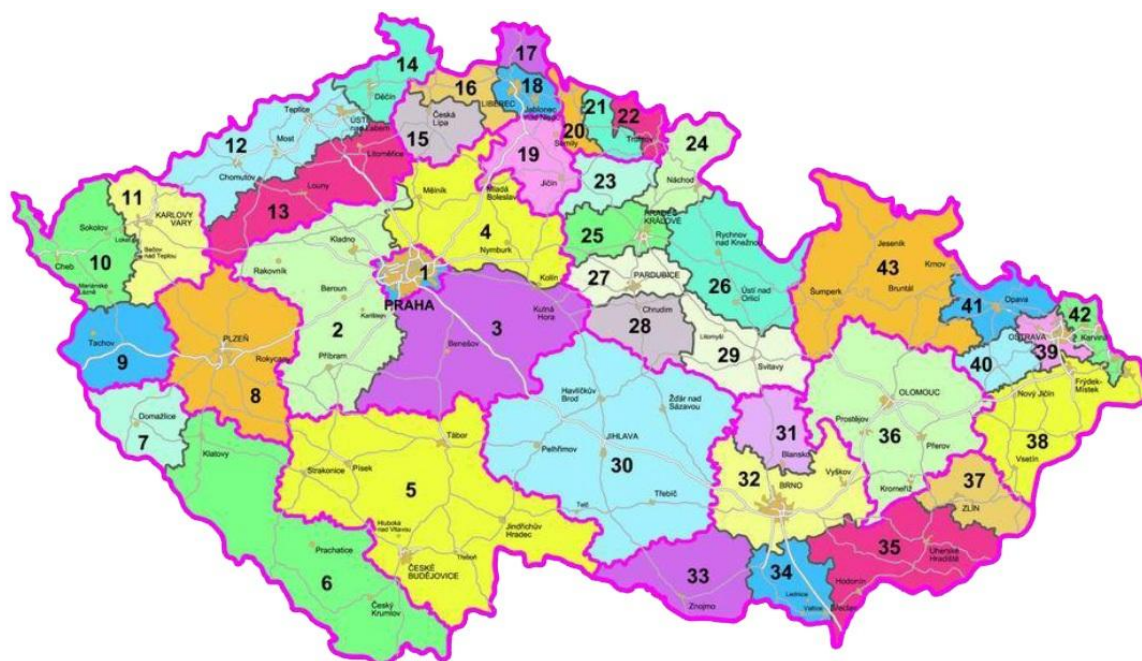 17
14
16
18
21
22
Děčín
LIBEREC
Jablonec
nad Nisou
Teplice
ÚSTÍ
nad Labem
Česká
Lípa
20
Trutnov
24
12
Most
15
Semily
Litoměřice
19
Chomutov
Mělník
23
Náchod
11
Louny
Mladá
Boleslav
Jičín
13
KARLOVY
VARY
HRADEC
KRÁLOVÉ
Sokolov
Loket
Kladno
4
25
Rychnov
nad Kněžnou
Jeseník
10
Bečov
nad Teplou
Nymburk
Cheb
Rakovník
1
27
PARDUBICE
43
Krnov
Mariánské
Lázně
Beroun
PRAHA
Kolín
26
Ústí nad
Orlicí
Šumperk
Bruntál
41
Opava
42
Karlštejn
Kutná
Hora
Chrudim
Tachov
2
3
28
OSTRAVA
Karviná
PLZEŇ
Litomyšl
29
39
9
Rokycany
Příbram
Benešov
Svitavy
40
Frýdek-
Místek
8
Havlíčkův
Brod
Žďár nad
Sázavou
OLOMOUC
Nový Jičín
Domažlice
Prostějov
7
Tábor
JIHLAVA
31
36
Přerov
38
Klatovy
Pelhřimov
Blansko
Strakonice
Písek
30
Vsetín
32
BRNO
Vyškov
37
5
Třebíč
Kroměříž
ZLÍN
Telč
Hluboká
nad Vltavou
Jindřichův
Hradec
35
Uherské
Hradiště
Prachatice
ČESKÉ
BUDĚJOVICE
Třeboň
33
34
Hodonín
6
Lednice
Český
Krumlov
Znojmo
Valtice
Břeclav